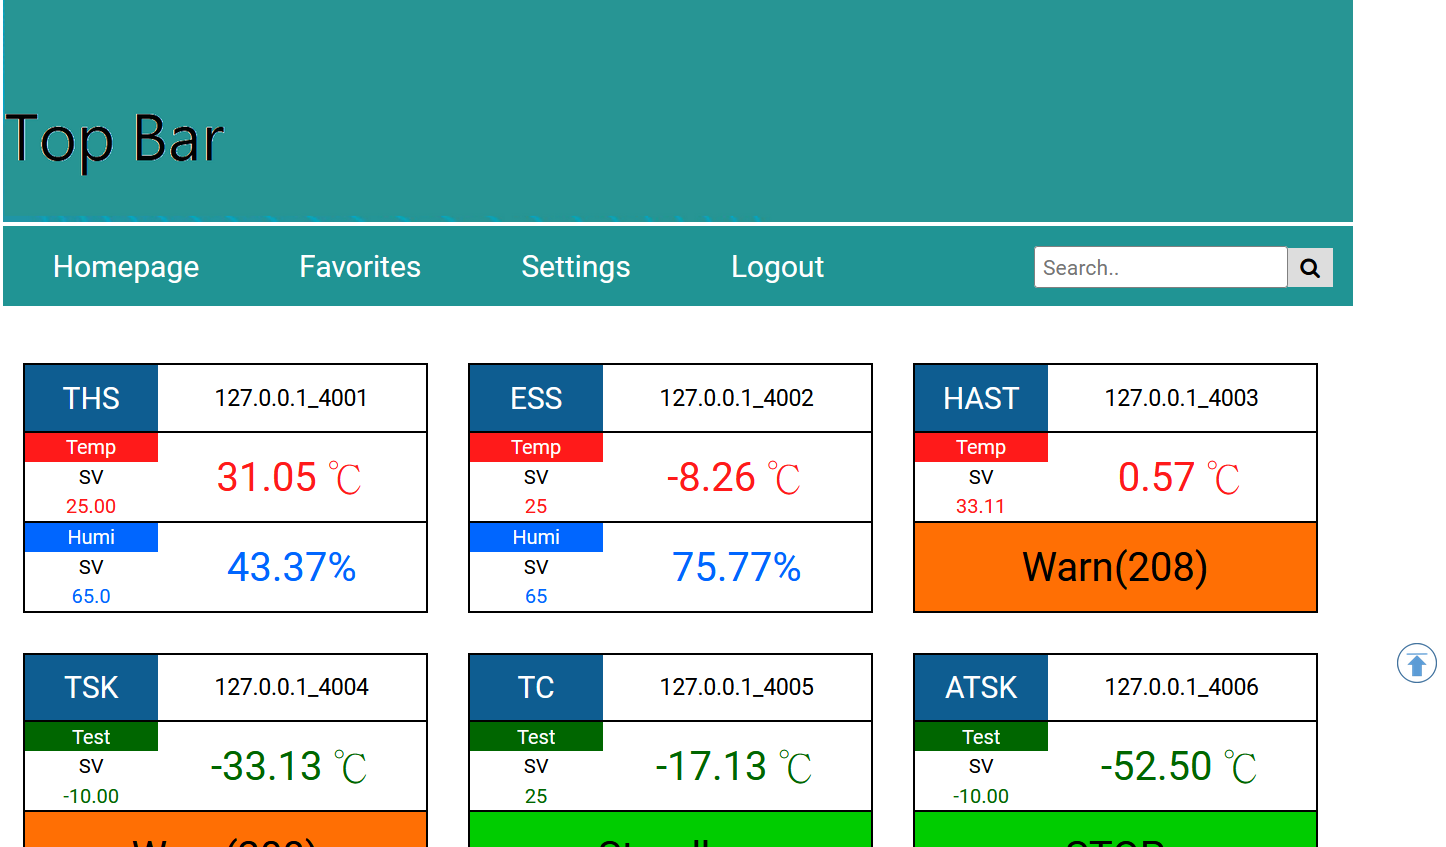 Top Bar
Homepage Favorites Settings Logout Search..
THS 127.0.0.1_4001
Temp
SV
25.00
31.05 ℃
Humi
SV
65.0
43.37%
ESS 127.0.0.1_4002
Temp
SV
25
-8.26 ℃
Humi
SV
65
75.77%
HAST 127.0.0.1_4003
Temp
SV
33.11
0.57 ℃
Warn(208)
TSK 127.0.0.1_4004
Test
SV
-10.00
-33.13 ℃
TC 127.0.0.1_4005
Test
SV
25
-17.13 ℃
ATSK 127.0.0.1_4006
Test
SV
-10.00
-52.50 ℃
STOP